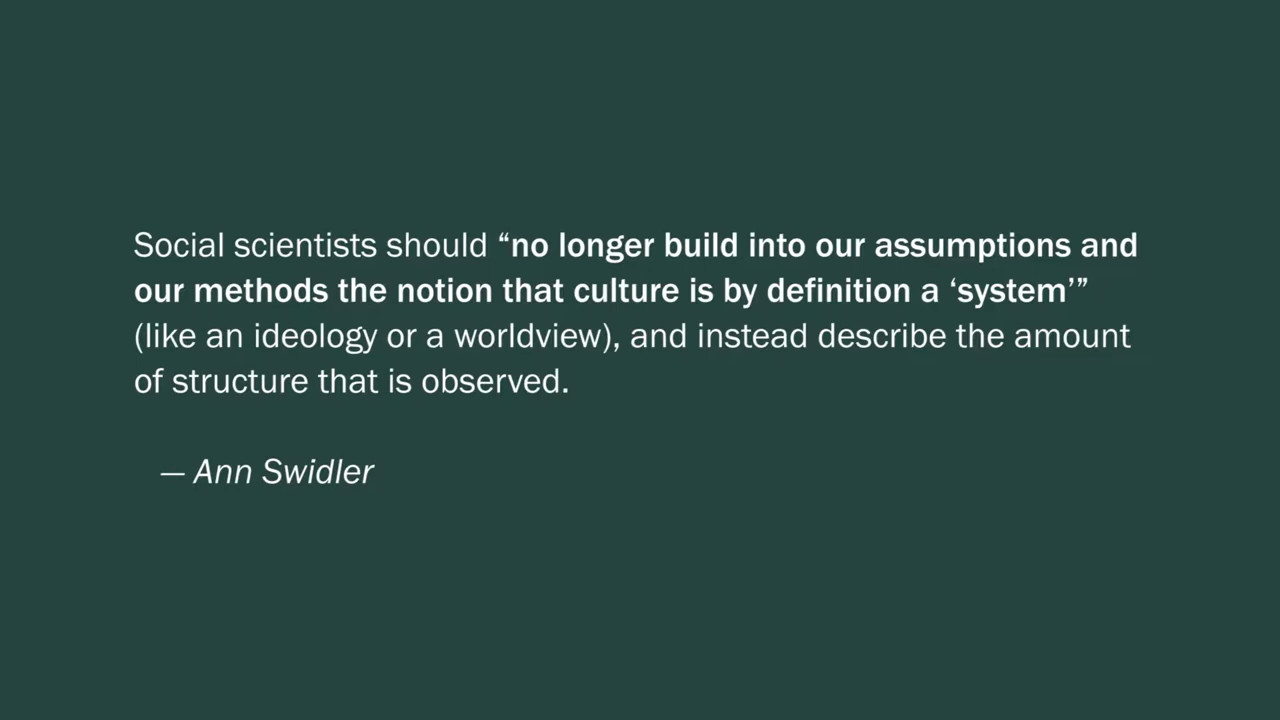 Social scientists should “no longer build into our assumptions and
our methods the notion that culture is by definition a ‘system’”
(like an ideology or a worldview), and instead describe the amount
of structure that is observed.
— Ann Swidler